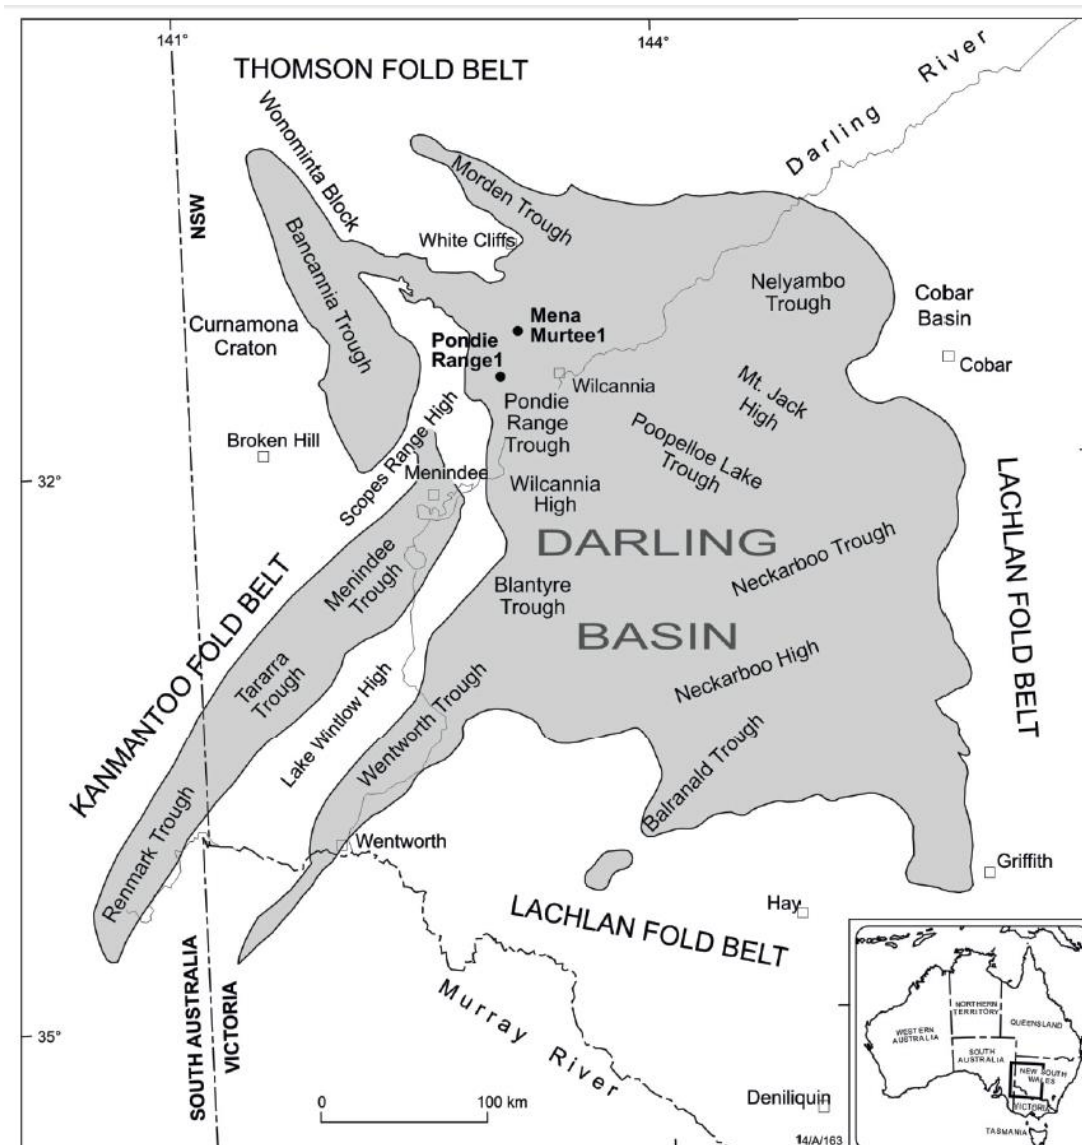 141°
144°
THOMSON FOLD BELT
Darling River
Wonominta Block
Morden Trough
NSW
White Cliffs
Bancannia Trough
Nelyambo
Trough
Cobar
Basin
Curnamona
Craton
Mena
Murtee1
Pondie
Range1
Cobar
Wilcannia
Mt. Jack
High
Pondie
Range
Trough
Poopelloe Lake
Trough
Broken Hill
Scopes Range High
Menindee
32°
Wilcannia
High
LACHLAN FOLD BELT
DARLING
BASIN
Menindee
Trough
Neckarboo Trough
Blantyre
Trough
KANMANTOO FOLD BELT
Tararra
Trough
Neckarboo High
Lake Wintlow High
Wentworth Trough
Balranald Trough
Renmark Trough
Wentworth
Griffith
Hay
LACHLAN FOLD BELT
SOUTH AUSTRALIA
VICTORIA
Murray River
35°
0
100 km
Deniliquin
NORTHERN
TERRITORY
QUEENSLAND
WESTERN
AUSTRALIA
SOUTH
AUSTRALIA
NEW SOUTH
WALES
VICTORIA
TASMANIA
14/A/163